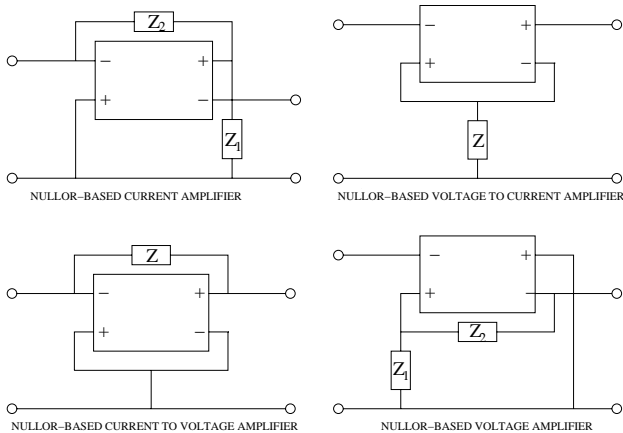 Z2
− +
+ −
Z1
NULLOR−BASED CURRENT AMPLIFIER
− +
+ −
Z
NULLOR−BASED VOLTAGE TO CURRENT AMPLIFIER
Z
− +
+ −
NULLOR−BASED CURRENT TO VOLTAGE AMPLIFIER
− +
+ −
Z2
Z1
NULLOR−BASED VOLTAGE AMPLIFIER